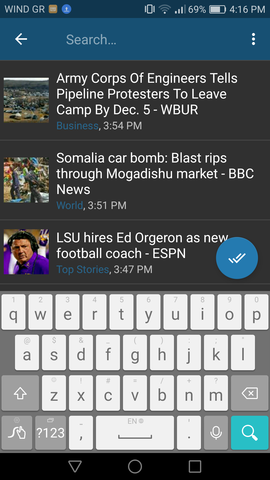 WIND GR 69% 4:16 PM
Search...
Army Corps Of Engineers Tells
Pipeline Protesters To Leave
Camp By Dec. 5 - WBUR
Business, 3:54 PM
Somalia car bomb: Blast rips
through Mogadishu market - BBC
News
World, 3:51 PM
LSU hires Ed Orgeron as new
football coach - ESPN
Top Stories, 3:47 PM
1 2 3 4 5 6 7 8 9 0
q w e r t y u i o p
@ # & * - + = ( )
a s d f g h j k l
z x c v b n m
?123 , EN .